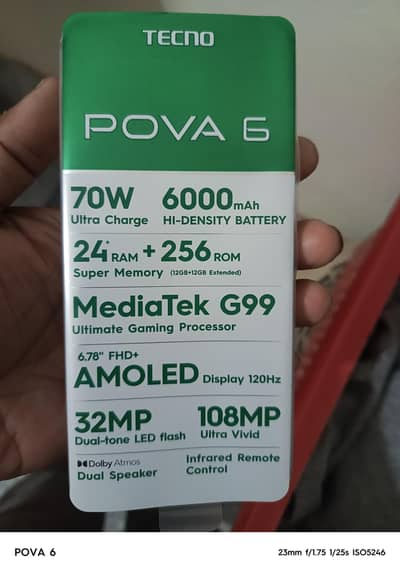 TECNO
POVA 6
70W 6000mAh
Ultra Charge HI-DENSITY BATTERY
24* RAM + 256 ROM
Super Memory (12GB+12GB Extended)
MediaTek G99
Ultimate Gaming Processor
6.78" FHD+
AMOLED Display 120Hz
32MP 108MP
Dual-tone LED flash Ultra Vivid
Dolby Atmos Infrared Remote
Dual Speaker Control
POVA 6 23mm f/1.75 1/25s ISO5246